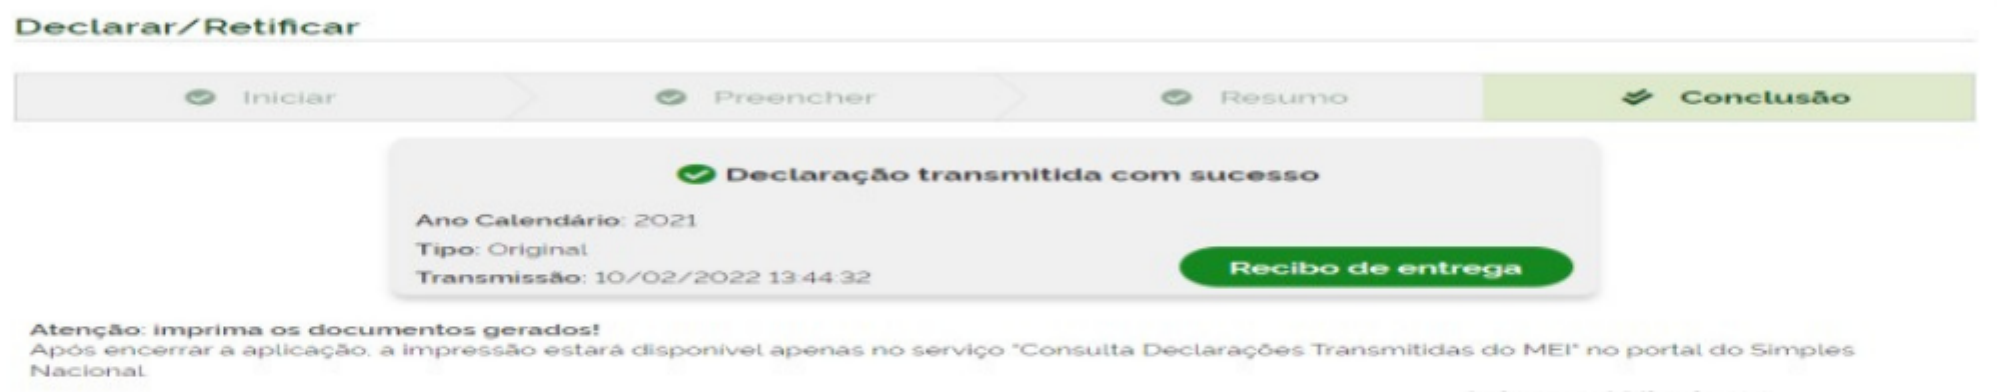 Declarar/Retificar
Iniciar
Preencher
Resumo
Conclusão
Declaração transmitida com sucesso
Ano Calendário: 2021
Tipo: Original
Transmissão: 10/02/2022 13:44:32
Recibo de entrega
Atenção: imprima os documentos gerados!
Após encerrar a aplicação, a impressão estará disponível apenas no serviço "Consulta Declarações Transmitidas do MEI" no portal do Simples
Nacional.